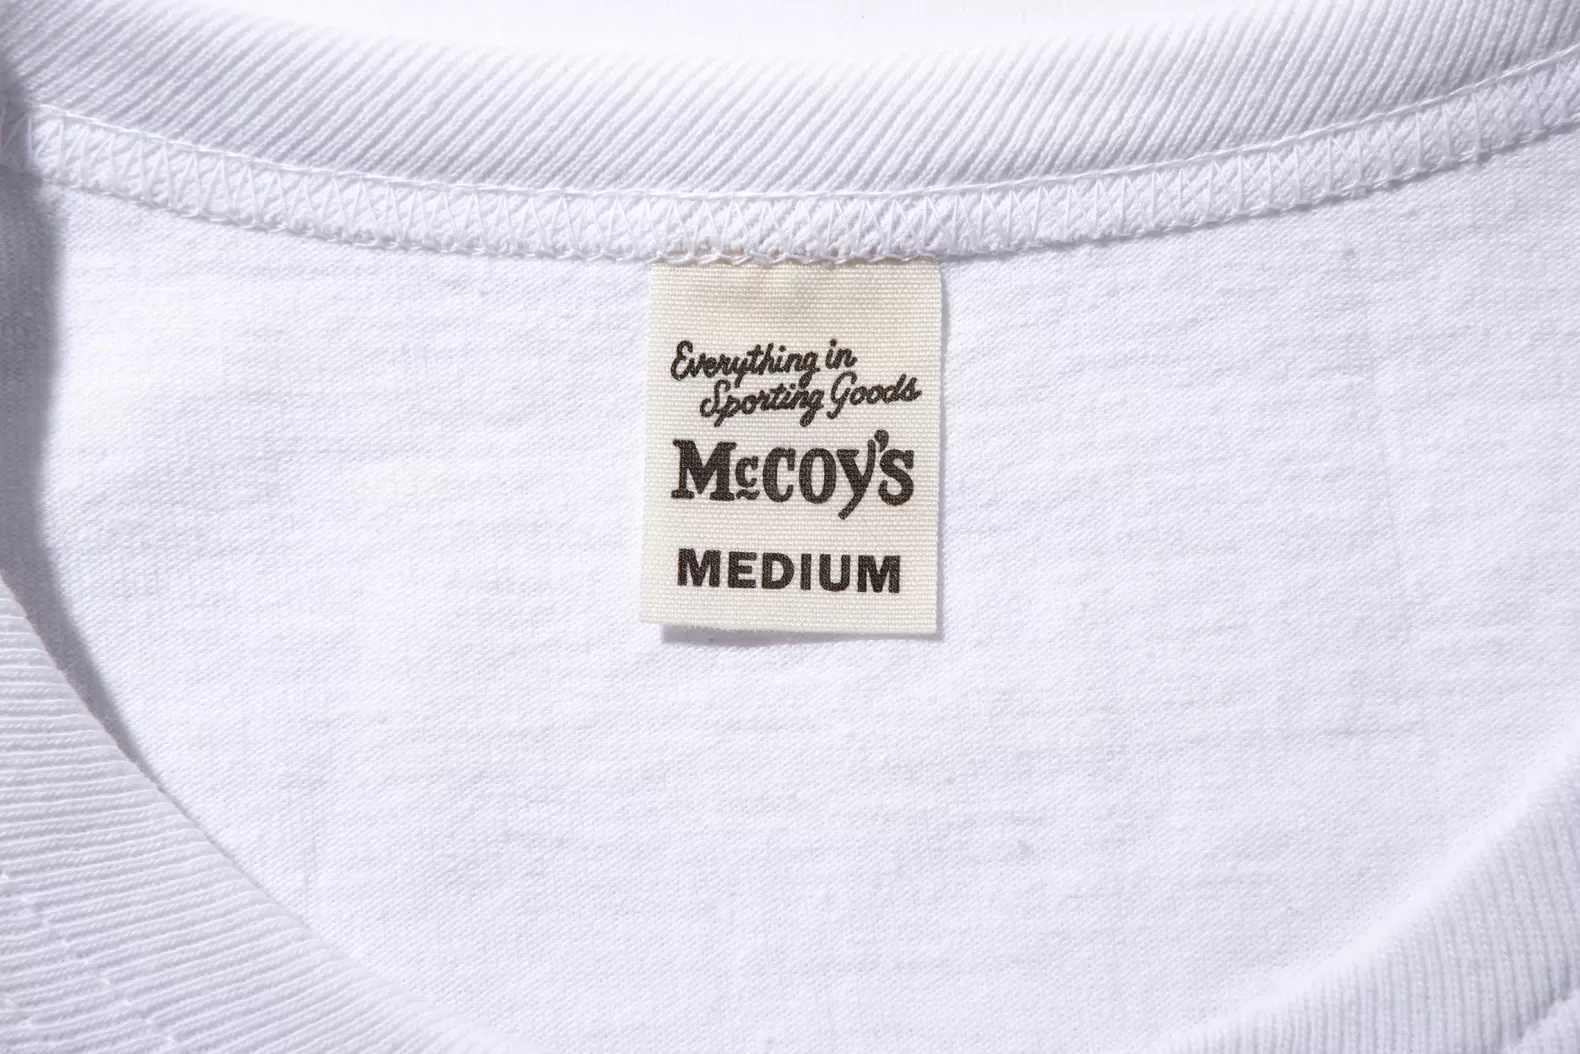 Everything in
Sporting Goods
McCOY'S
MEDIUM